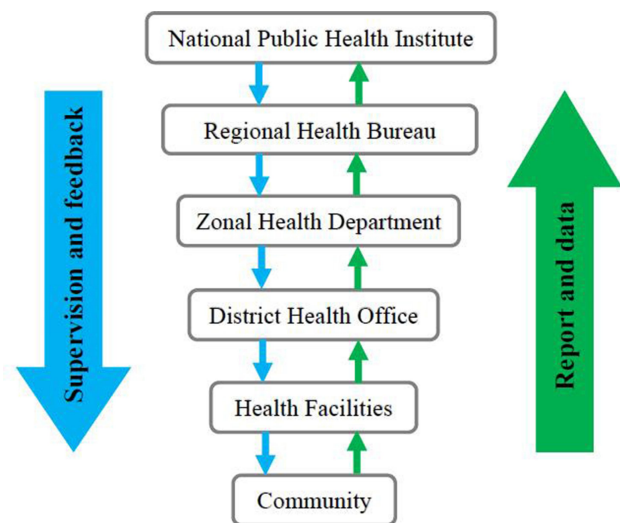 National Public Health Institute
Regional Health Bureau
Zonal Health Department
District Health Office
Health Facilities
Community
Supervision and feedback
Report and data